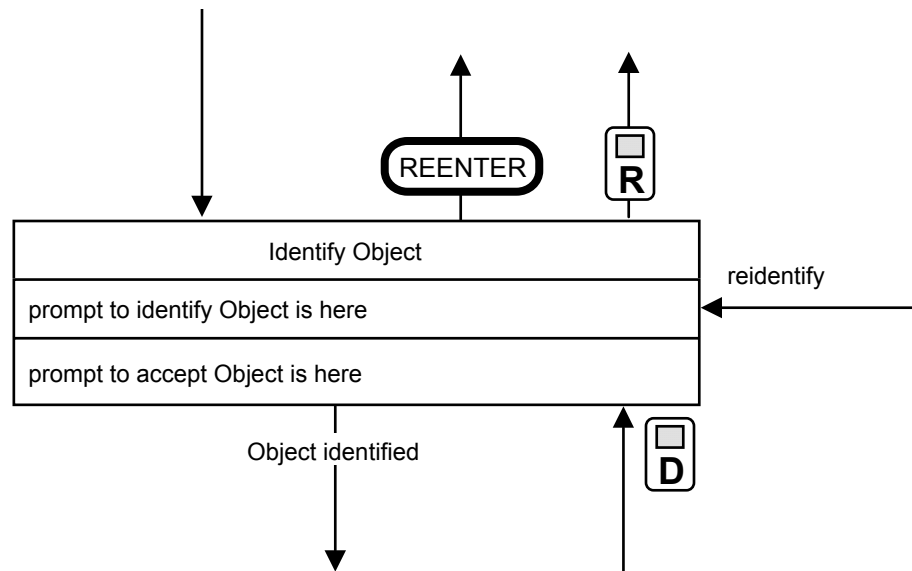 REENTER
R
Identify Object
reidentify
prompt to identify Object is here
prompt to accept Object is here
Object identified
D